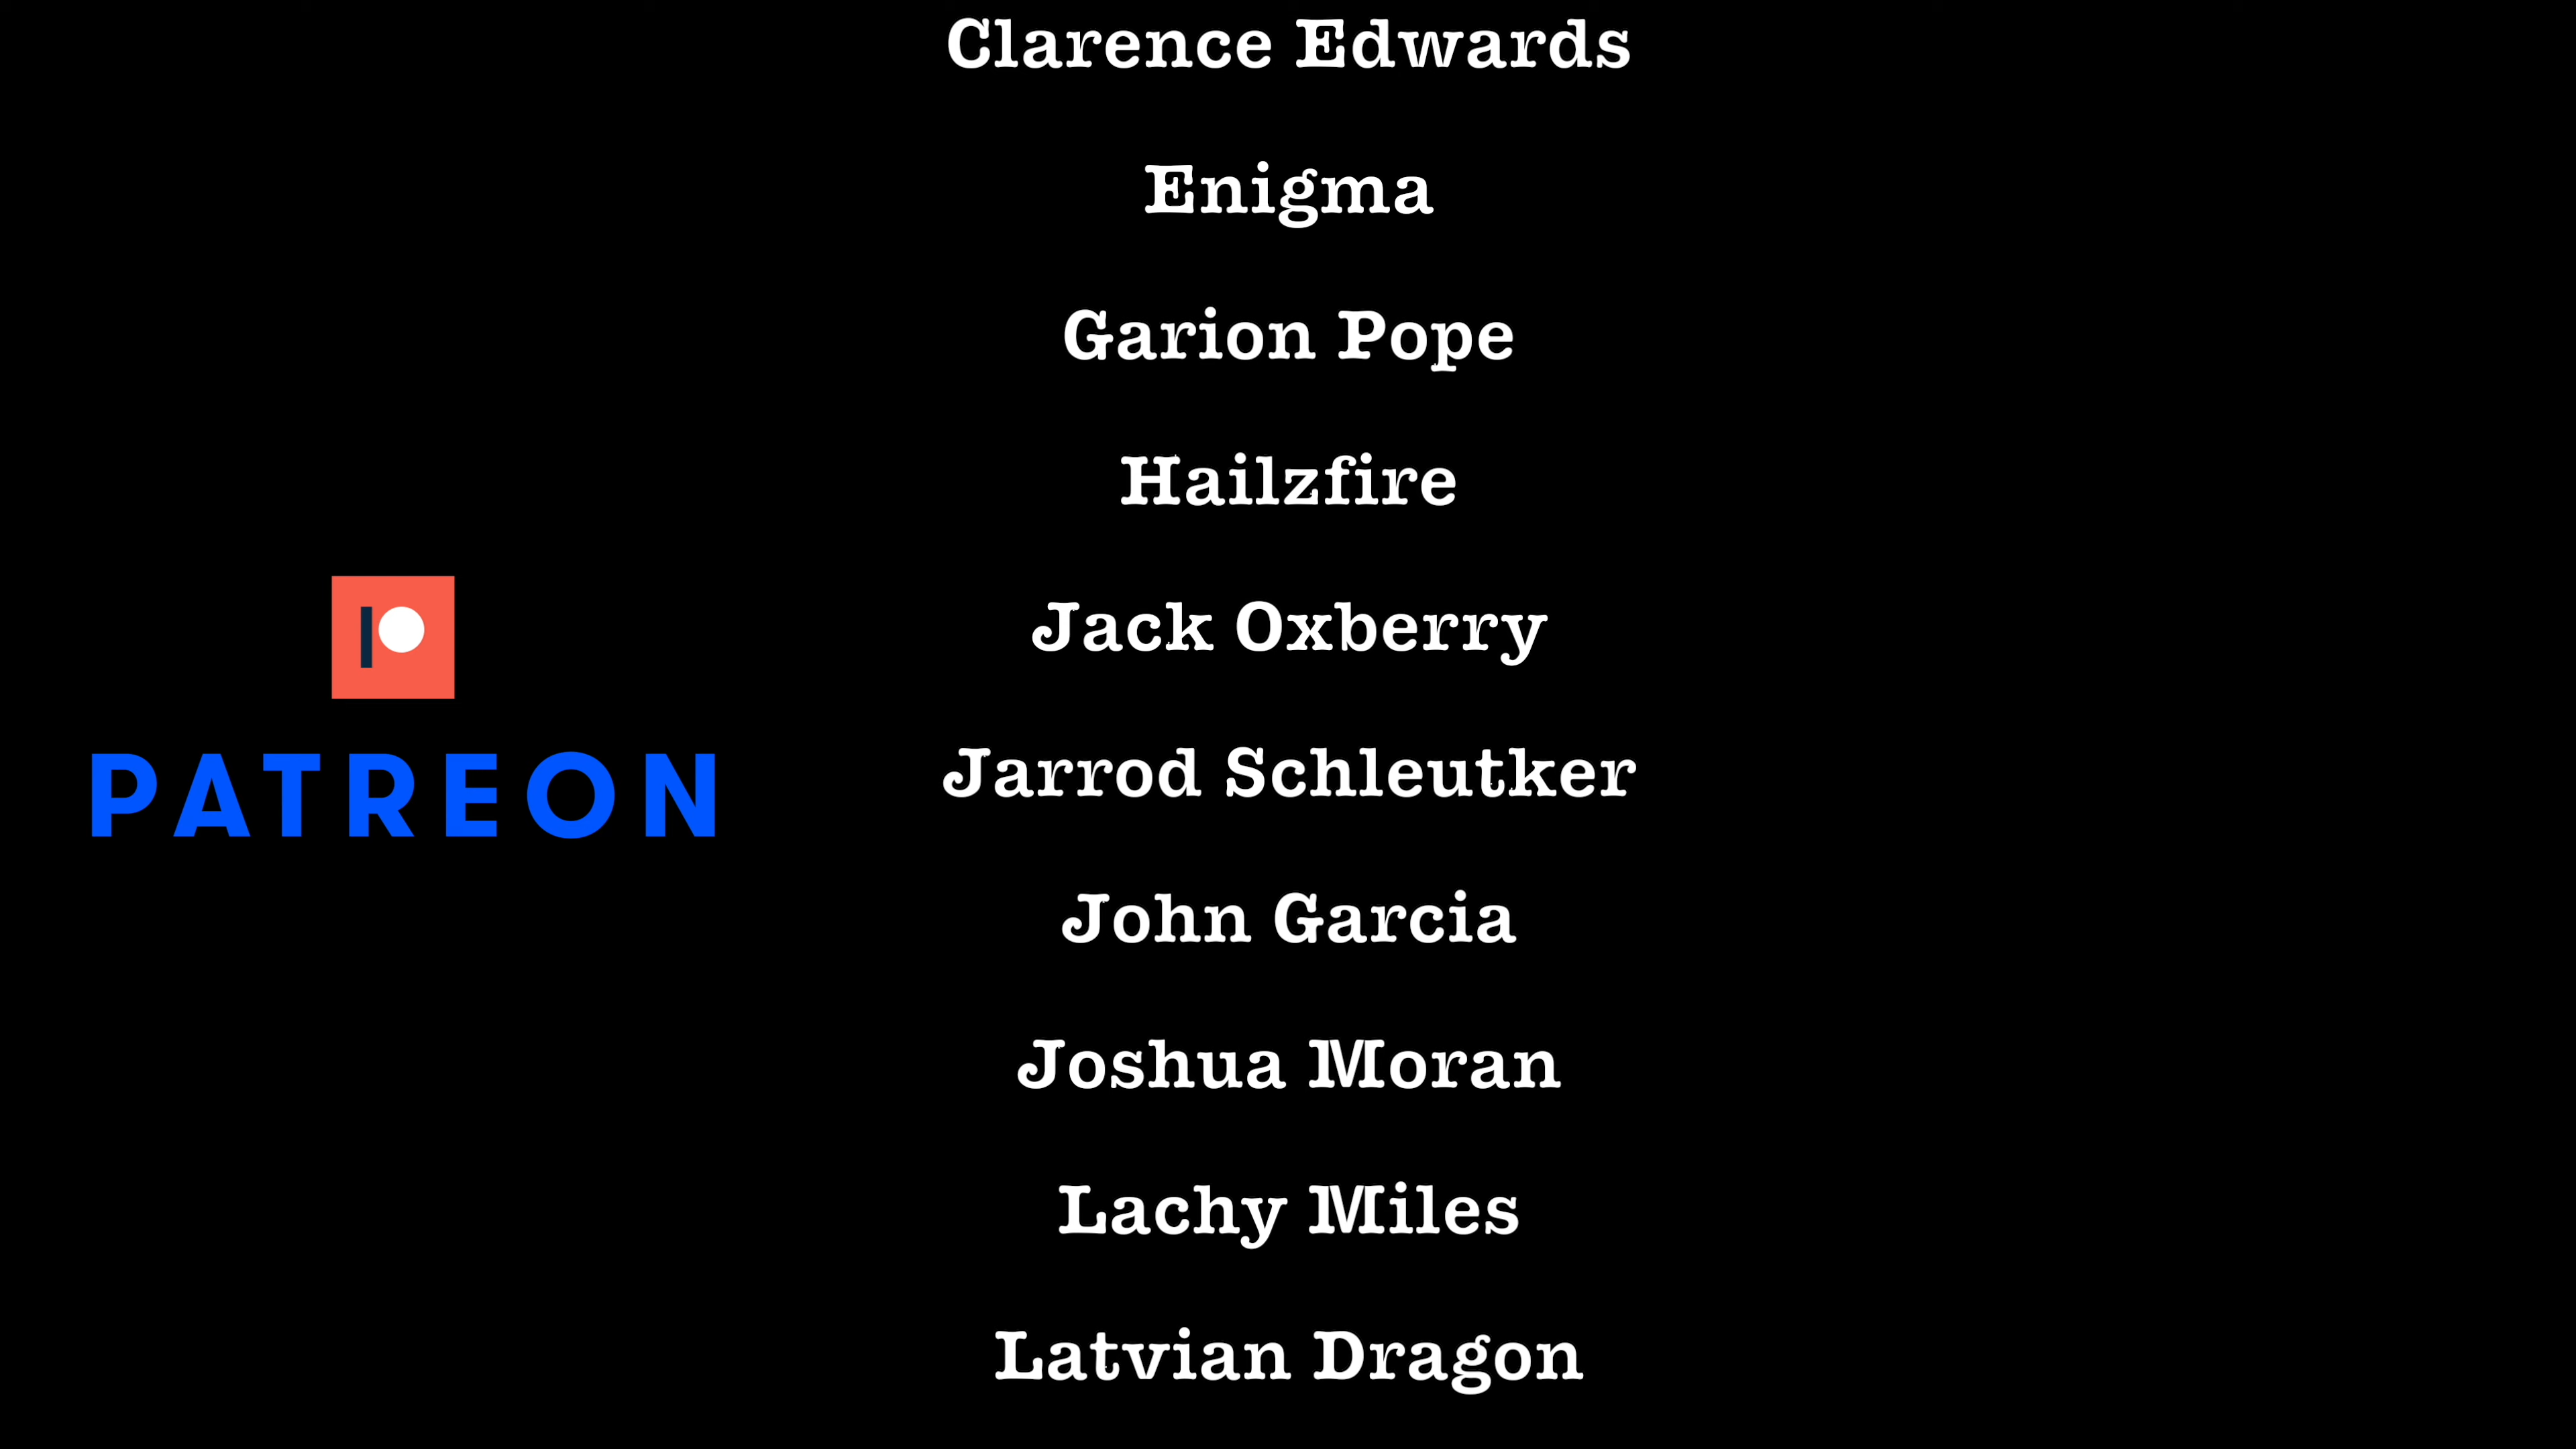 Clarence Edwards
Enigma
Garion Pope
Hailzfire
Jack Oxberry
Jarrod Schleutker
John Garcia
Joshua Moran
Lachy Miles
Latvian Dragon
PATREON